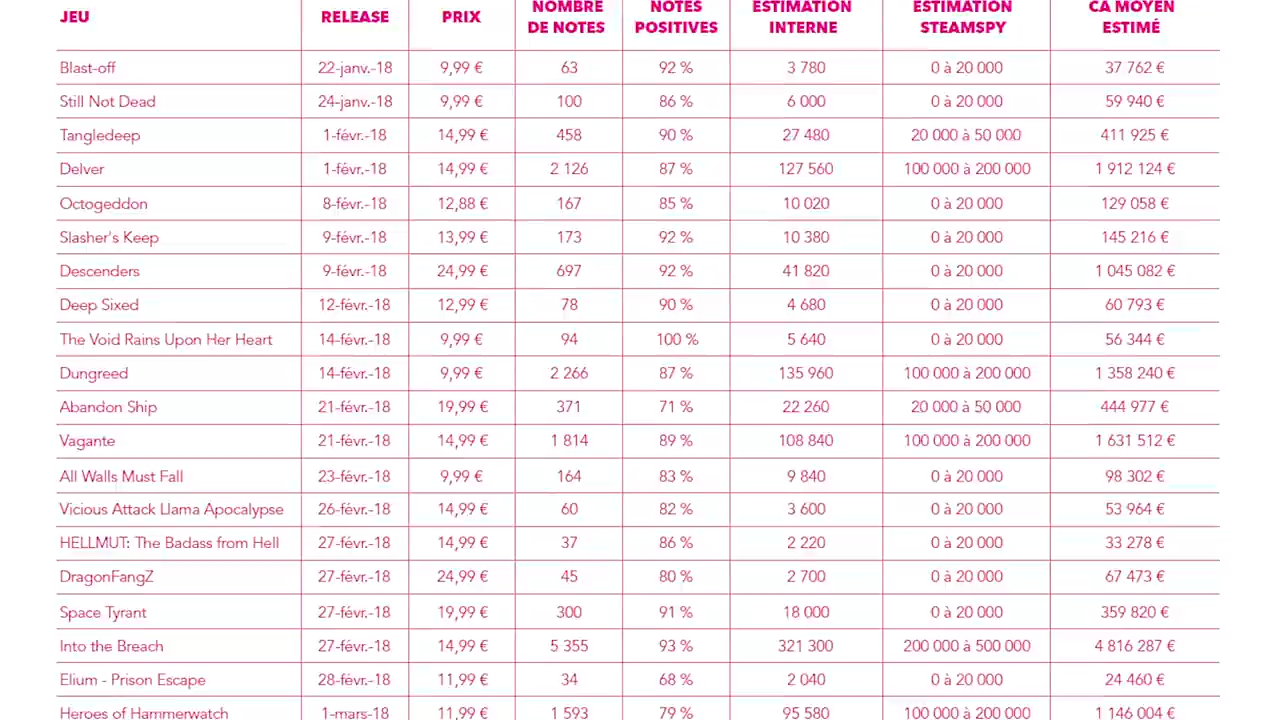 JEU RELEASE PRIX NOMBRE DE NOTES NOTES POSITIVES ESTIMATION INTERNE ESTIMATION STEAMSPY CA MOYEN ESTIMÉ
Blast-off 22-janv.-18 9,99 € 63 92 % 3 780 0 à 20 000 37 762 €
Still Not Dead 24-janv.-18 9,99 € 100 86 % 6 000 0 à 20 000 59 940 €
Tangledeep 1-févr.-18 14,99 € 458 90 % 27 480 20 000 à 50 000 411 925 €
Delver 1-févr.-18 14,99 € 2 126 87 % 127 560 100 000 à 200 000 1 912 124 €
Octogeddon 8-févr.-18 12,88 € 167 85 % 10 020 0 à 20 000 129 058 €
Slasher's Keep 9-févr.-18 13,99 € 173 92 % 10 380 0 à 20 000 145 216 €
Descenders 9-févr.-18 24,99 € 697 92 % 41 820 0 à 20 000 1 045 082 €
Deep Sixed 12-févr.-18 12,99 € 78 90 % 4 680 0 à 20 000 60 793 €
The Void Rains Upon Her Heart 14-févr.-18 9,99 € 94 100 % 5 640 0 à 20 000 56 344 €
Dungreed 14-févr.-18 9,99 € 2 266 87 % 135 960 100 000 à 200 000 1 358 240 €
Abandon Ship 21-févr.-18 19,99 € 371 71 % 22 260 20 000 à 50 000 444 977 €
Vagante 21-févr.-18 14,99 € 1 814 89 % 108 840 100 000 à 200 000 1 631 512 €
All Walls Must Fall 23-févr.-18 9,99 € 164 83 % 9 840 0 à 20 000 98 302 €
Vicious Attack Llama Apocalypse 26-févr.-18 14,99 € 60 82 % 3 600 0 à 20 000 53 964 €
HELLMUT: The Badass from Hell 27-févr.-18 14,99 € 37 86 % 2 220 0 à 20 000 33 278 €
DragonFangZ 27-févr.-18 24,99 € 45 80 % 2 700 0 à 20 000 67 473 €
Space Tyrant 27-févr.-18 19,99 € 300 91 % 18 000 0 à 20 000 359 820 €
Into the Breach 27-févr.-18 14,99 € 5 355 93 % 321 300 200 000 à 500 000 4 816 287 €
Elium - Prison Escape 28-févr.-18 11,99 € 34 68 % 2 040 0 à 20 000 24 460 €
Heroes of Hammerwatch 1-mars-18 11,99 € 1 593 79 % 95 580 100 000 à 200 000 1 146 004 €